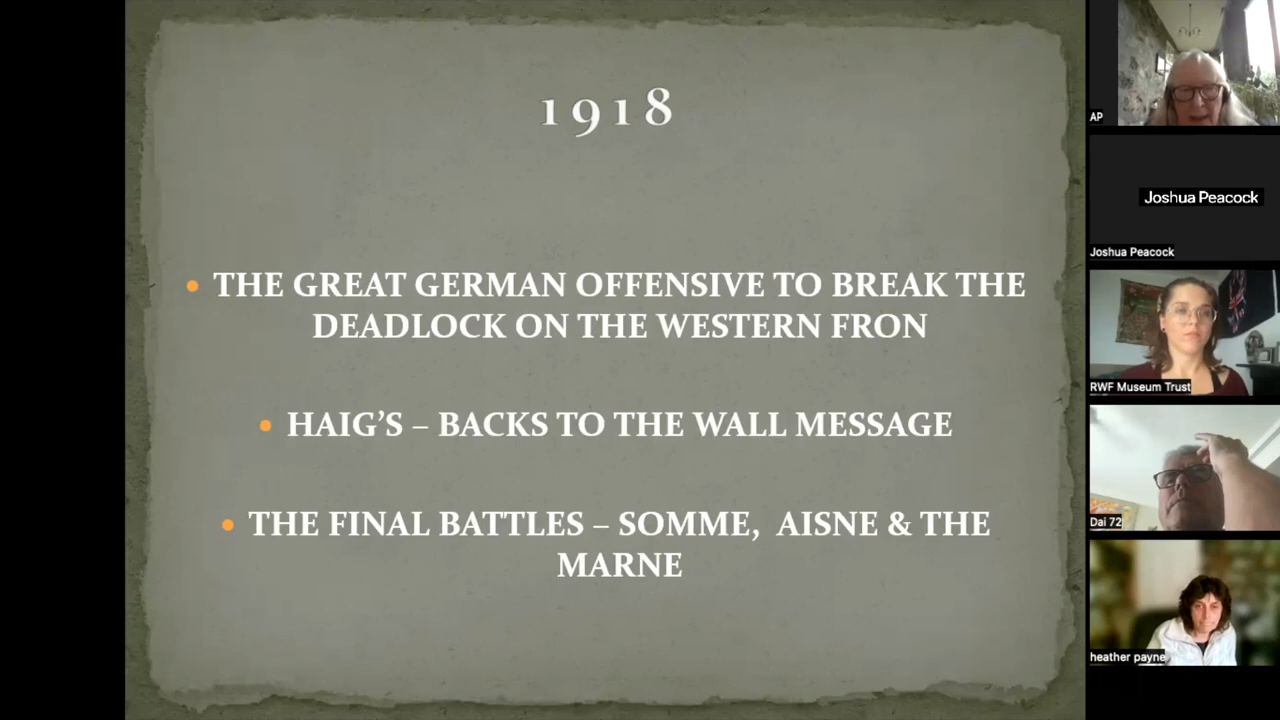 1918
• THE GREAT GERMAN OFFENSIVE TO BREAK THE
DEADLOCK ON THE WESTERN FRON
• HAIG’S – BACKS TO THE WALL MESSAGE
• THE FINAL BATTLES – SOMME, AISNE & THE
MARNE
AP
Joshua Peacock
Joshua Peacock
RWF Museum Trust
Dai 72
heather payne